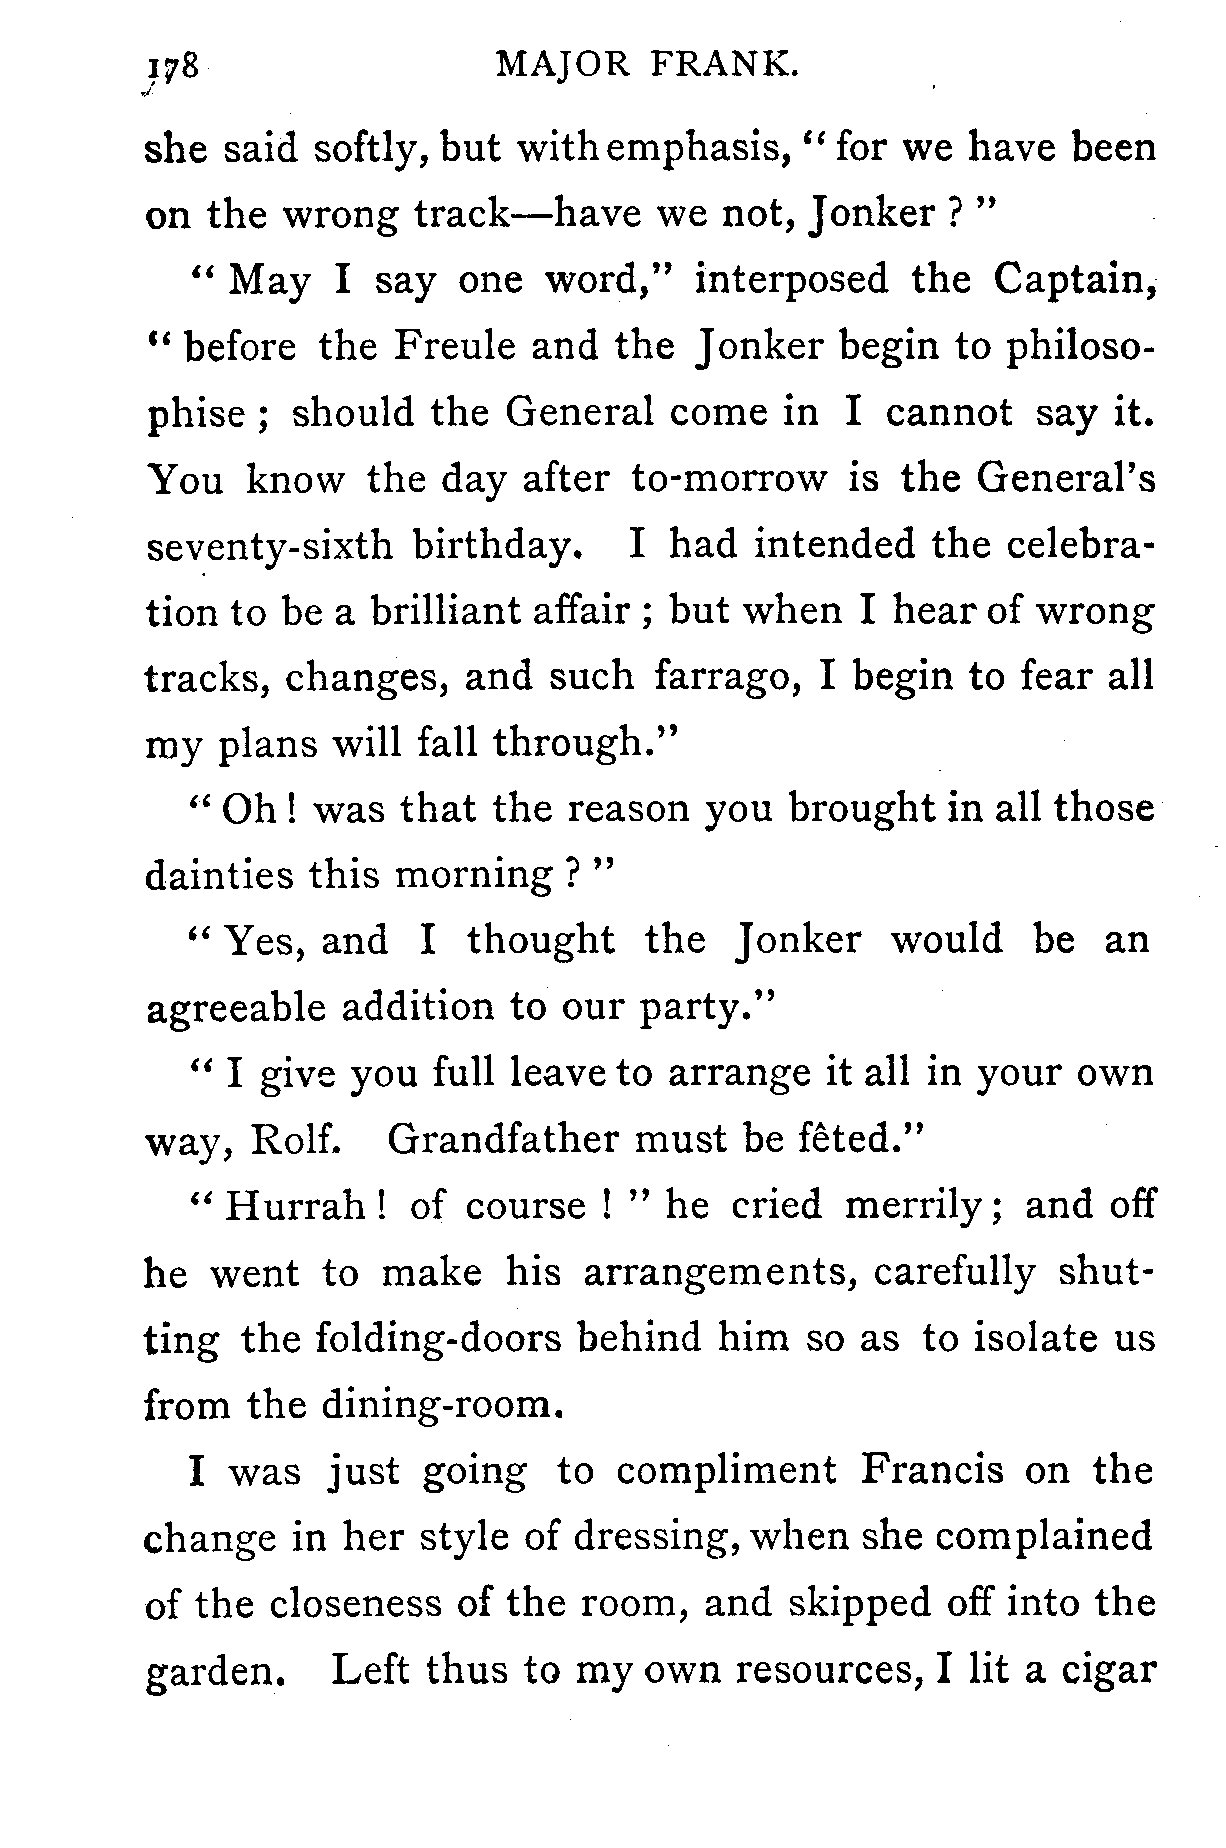 178 MAJOR FRANK.
she said softly, but with emphasis, “ for we have been
on the wrong track—have we not, Jonker ? ”
“ May I say one word,” interposed the Captain,
“ before the Freule and the Jonker begin to philoso-
phise ; should the General come in I cannot say it.
You know the day after to-morrow is the General's
seventy-sixth birthday. I had intended the celebra-
tion to be a brilliant affair ; but when I hear of wrong
tracks, changes, and such farrago, I begin to fear all
my plans will fall through.”
“ Oh ! was that the reason you brought in all those
dainties this morning ? ”
“ Yes, and I thought the Jonker would be an
agreeable addition to our party.”
“ I give you full leave to arrange it all in your own
way, Rolf. Grandfather must be fêted.”
“ Hurrah ! of course ! ” he cried merrily ; and off
he went to make his arrangements, carefully shut-
ting the folding-doors behind him so as to isolate us
from the dining-room.
I was just going to compliment Francis on the
change in her style of dressing, when she complained
of the closeness of the room, and skipped off into the
garden. Left thus to my own resources, I lit a cigar